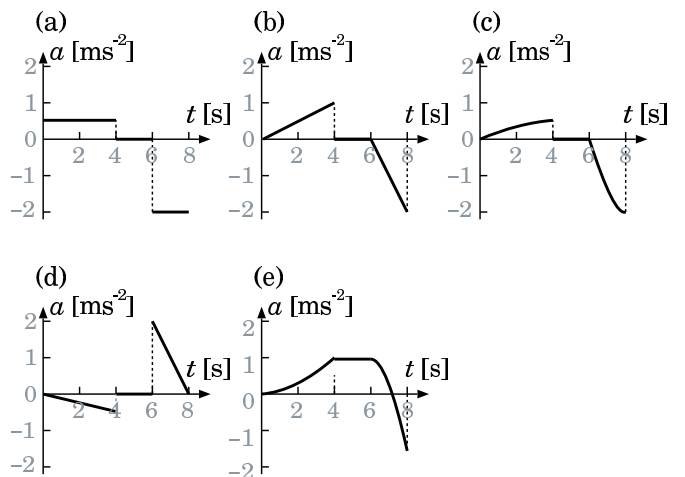 (a) (b) (c)
a [ms⁻²] a [ms⁻²] a [ms⁻²]
2 2 2
1 1 1
t [s] t [s] t [s]
0 2 4 6 8 0 2 4 6 8 0 2 4 6 8
–1 –1 –1
–2 –2 –2
(d) (e)
a [ms⁻²] a [ms⁻²]
2 2
1 1
t [s] t [s]
0 2 4 6 8 0 2 4 6 8
–1 –1
–2 –2